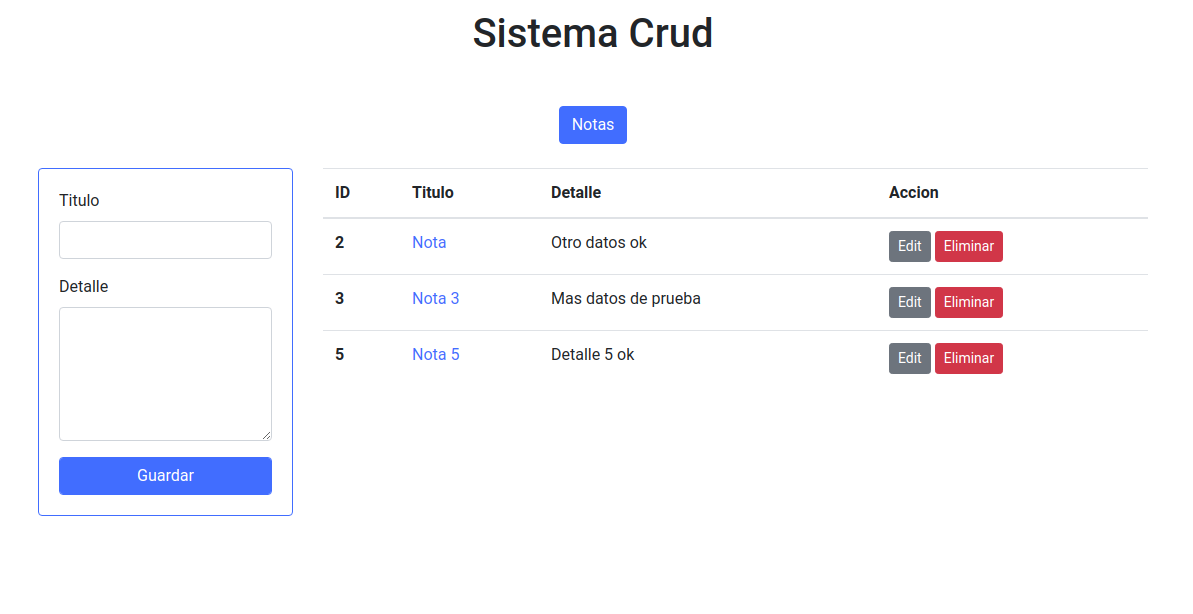 Sistema Crud
Notas
Titulo
Detalle
Guardar
ID Titulo Detalle Accion
2 Nota Otro datos ok Edit Eliminar
3 Nota 3 Mas datos de prueba Edit Eliminar
5 Nota 5 Detalle 5 ok Edit Eliminar